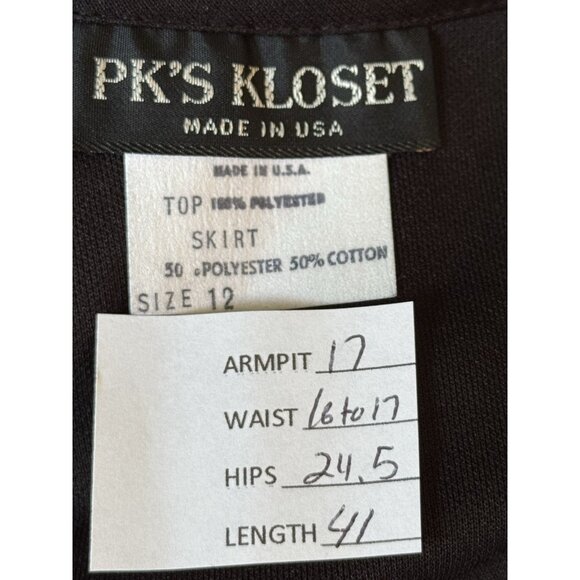 PK'S KLOSET
MADE IN USA
MADE IN U.S.A.
TOP 100% POLYESTER
SKIRT
50 % POLYESTER 50% COTTON
SIZE 12
ARMPIT 17
WAIST 16 to 17
HIPS 24.5
LENGTH 41